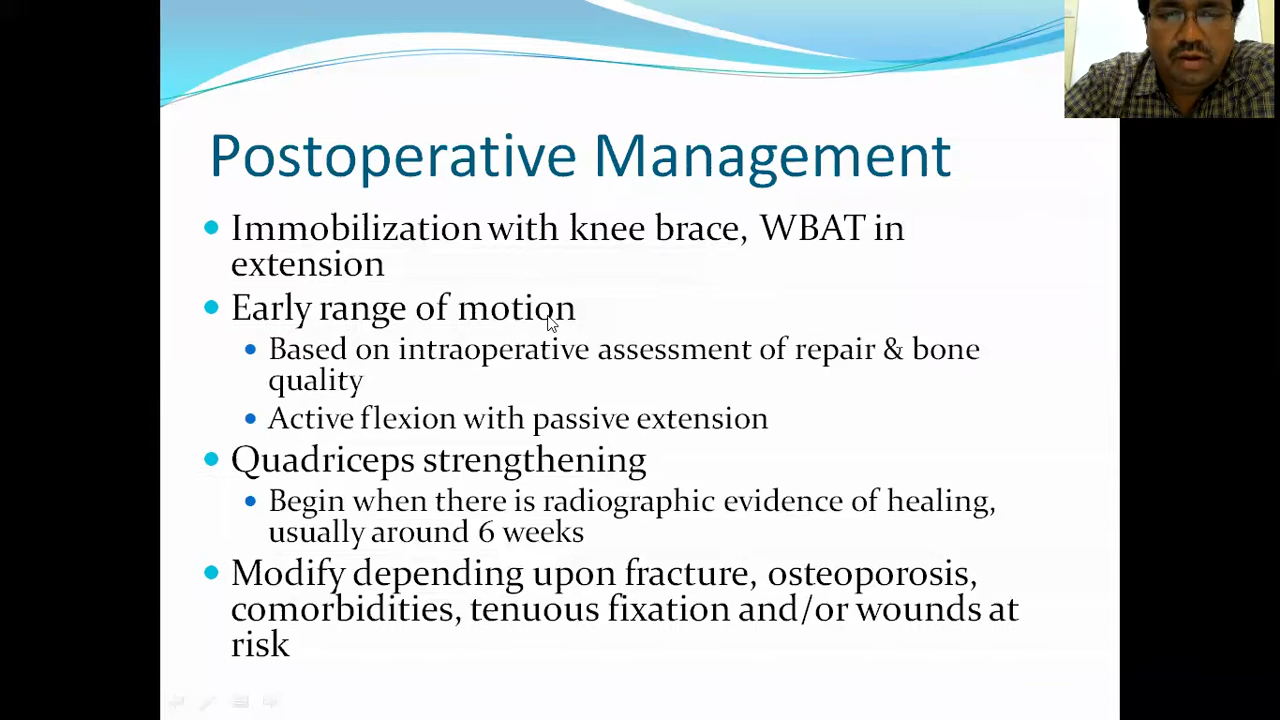 Postoperative Management
Immobilization with knee brace, WBAT in
extension
Early range of motion
Based on intraoperative assessment of repair & bone
quality
Active flexion with passive extension
Quadriceps strengthening
Begin when there is radiographic evidence of healing,
usually around 6 weeks
Modify depending upon fracture, osteoporosis,
comorbidities, tenuous fixation and/or wounds at
risk